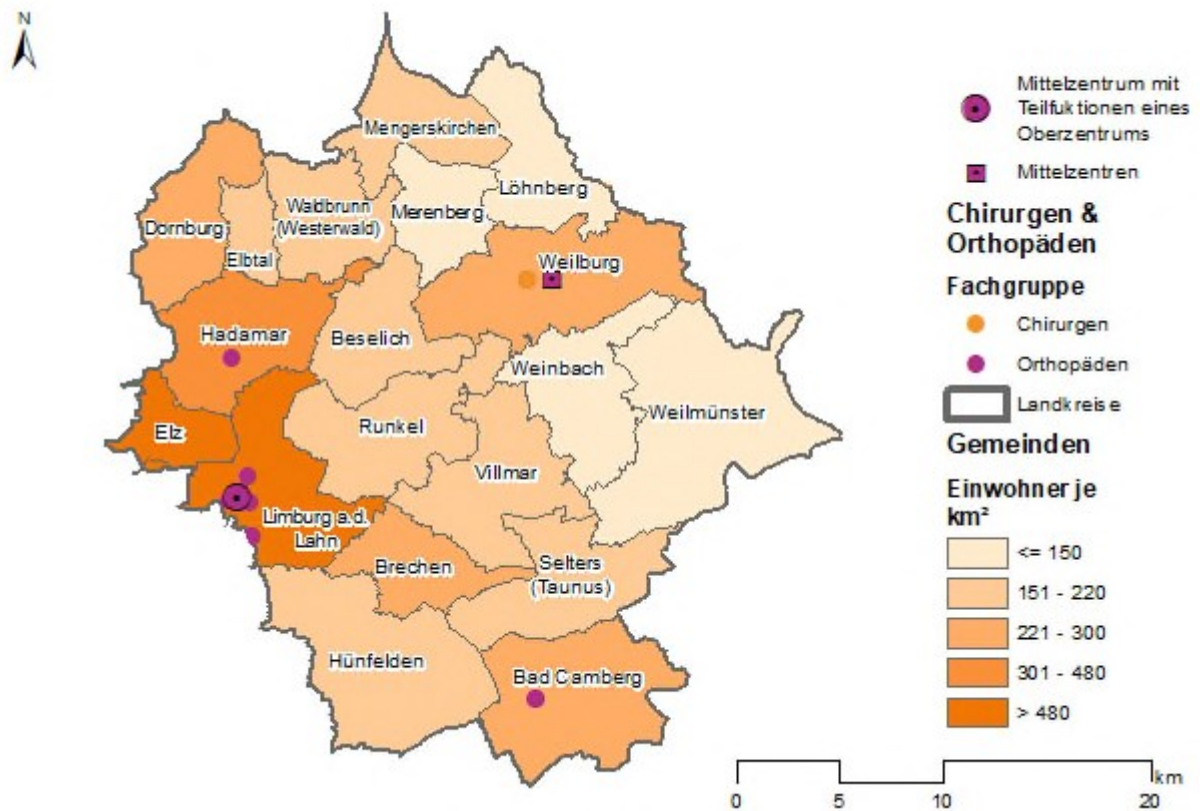 N
Mengerskirchen
Löhnberg
Waldbrunn
(Westerwald)
Merenberg
Dornburg
Elbtal
Weilburg
Hadamar
Beselich
Weinbach
Weilmünster
Elz
Runkel
Villmar
Limburg a.d.
Lahn
Brechen
Selters
(Taunus)
Hünfelden
Bad Camberg
Mittelzentrum mit
Teilfuktionen eines
Oberzentrums
Mittelzentren
Chirurgen &
Orthopäden
Fachgruppe
Chirurgen
Orthopäden
Landkreise
Gemeinden
Einwohner je
km²
<= 150
151 - 220
221 - 300
301 - 480
> 480
km
0 5 10 20